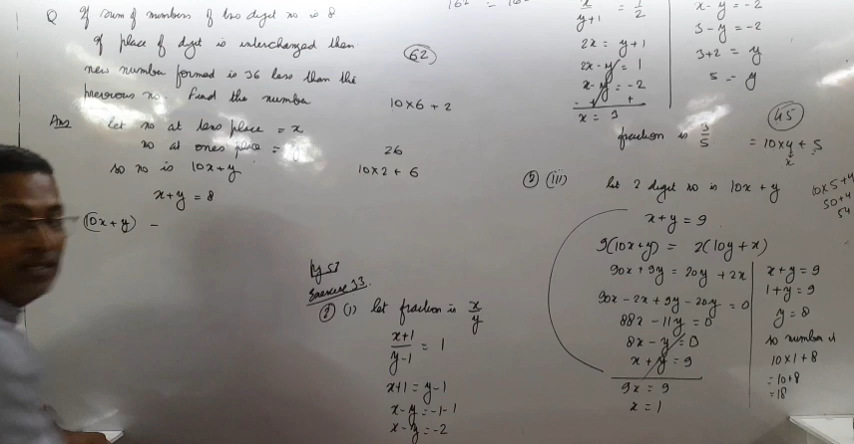 Q If sum of numbers of two digit no is 8
If place of digit is interchanged then
new number formed is 36 less than the
previous no. Find the number
Ans let no at tens place = x
no at ones place =
so no is 10x+y
x+y = 8
(10x+y) -
62
10×6+2
26
10×2+6
Pg 57
Exercise 3.3
2 (i) let fraction is x/y
x+1/y-1 = 1
x+1 = y-1
x-y = -1-1
x-y = -2
x/y+1 = 1/2
2x = y+1
2x-y = 1
x-y = -2
- + +
x = 3
fraction is 3/5
x-y = -2
3-y = -2
3+2 = y
5 = y
45
= 10×4+5
x
2 (iii) let 2 digit no is 10x+y
x+y = 9
9(10x+y) = 2(10y+x)
90x+9y = 20y+2x
90x-2x+9y-20y = 0
88x-11y = 0
8x-y = 0
x+y = 9
9x = 9
x = 1
x+y = 9
1+y = 9
y = 8
so number is
10×1+8
= 10+8
= 18
10×5+4
50+4
54